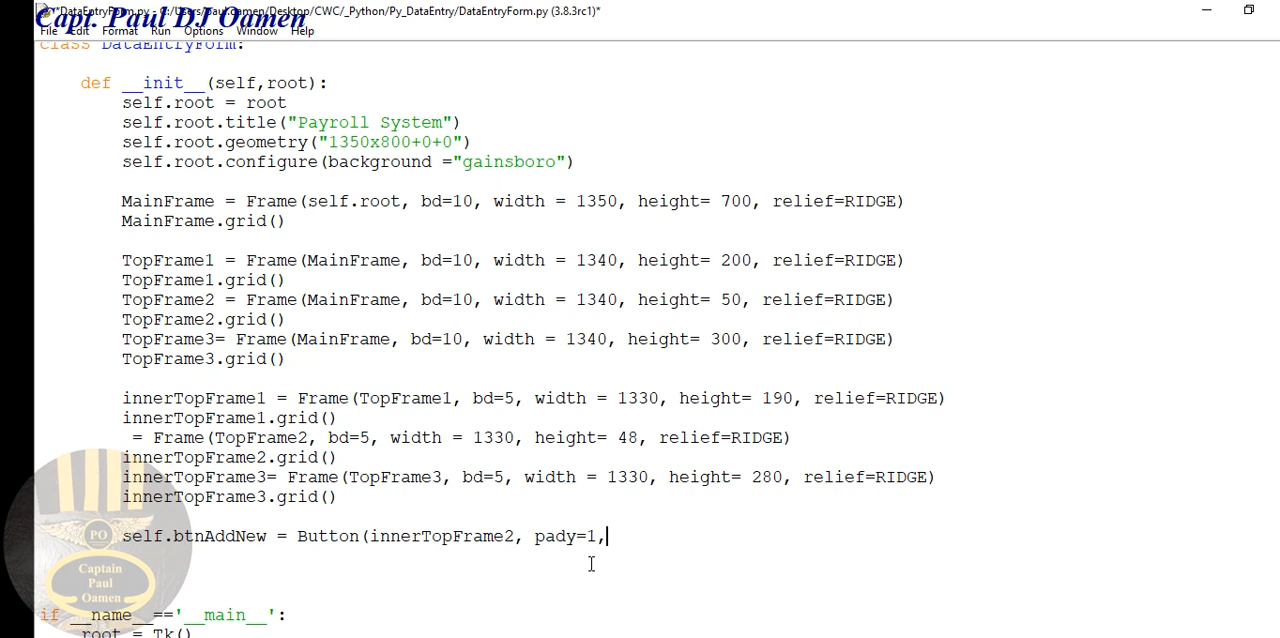 *DataEntryForm.py - C:/Users/paul.oamen/Desktop/CWC/_Python/Py_DataEntry/DataEntryForm.py (3.8.3rc1)*
Capt. Paul DJ Oamen
File Edit Format Run Options Window Help
class DataEntryForm:
def __init__(self,root):
self.root = root
self.root.title("Payroll System")
self.root.geometry("1350x800+0+0")
self.root.configure(background ="gainsboro")
MainFrame = Frame(self.root, bd=10, width = 1350, height= 700, relief=RIDGE)
MainFrame.grid()
TopFrame1 = Frame(MainFrame, bd=10, width = 1340, height= 200, relief=RIDGE)
TopFrame1.grid()
TopFrame2 = Frame(MainFrame, bd=10, width = 1340, height= 50, relief=RIDGE)
TopFrame2.grid()
TopFrame3= Frame(MainFrame, bd=10, width = 1340, height= 300, relief=RIDGE)
TopFrame3.grid()
innerTopFrame1 = Frame(TopFrame1, bd=5, width = 1330, height= 190, relief=RIDGE)
innerTopFrame1.grid()
= Frame(TopFrame2, bd=5, width = 1330, height= 48, relief=RIDGE)
innerTopFrame2.grid()
innerTopFrame3= Frame(TopFrame3, bd=5, width = 1330, height= 280, relief=RIDGE)
innerTopFrame3.grid()
self.btnAddNew = Button(innerTopFrame2, pady=1,
PO
Captain
Paul
Oamen
if __name__=='__main__':
root = Tk()